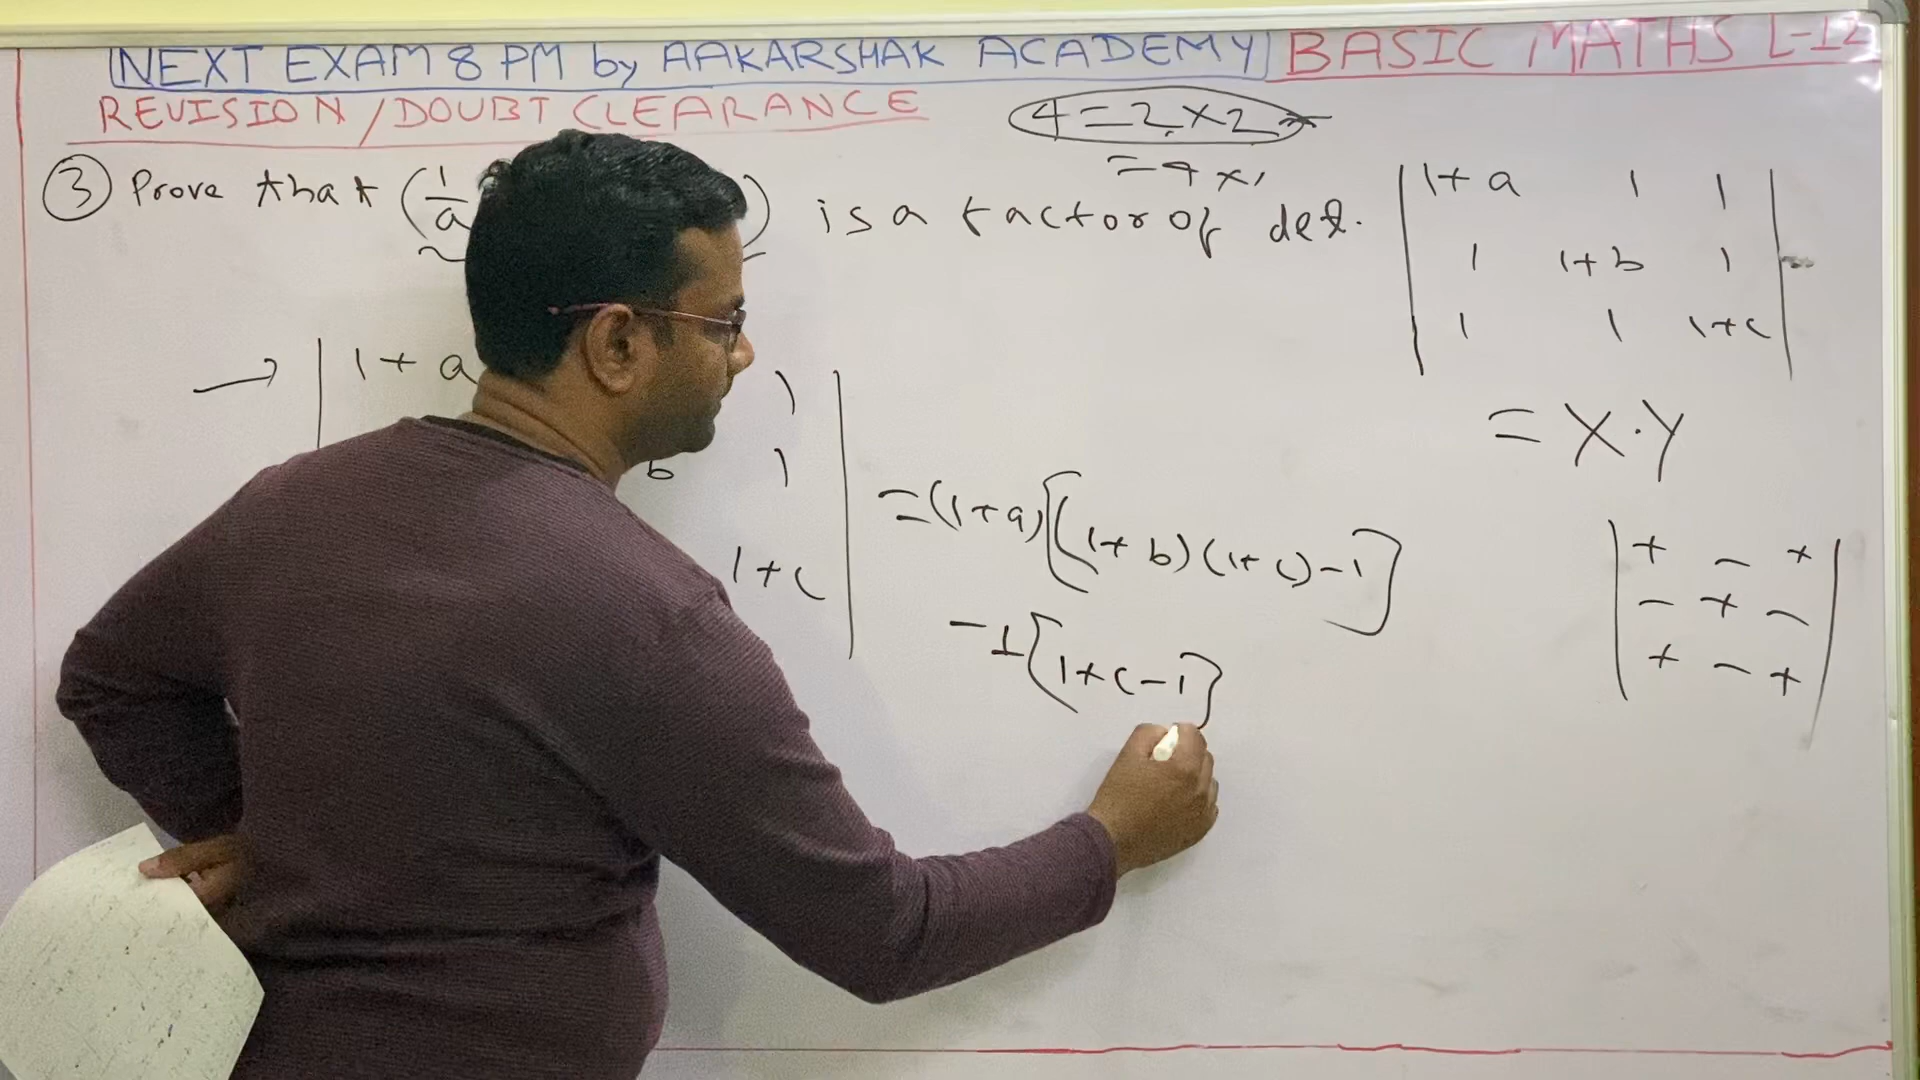 NEXT EXAM 8 PM by AAKARSHAK ACADEMY BASIC MATHS L-12
REVISION/DOUBT CLEARANCE
4=2×2
=4×1
③ Prove that (1/a ) is a factor of det.
| 1+a 1 1 |
| 1 1+b 1 |
| 1 1 1+c |
= X.Y
→ | 1+a 1 |
b 1 |
1+c |
=(1+a)[(1+b)(1+c)-1]
-1[1+c-1]
| + - + |
| - + - |
| + - + |